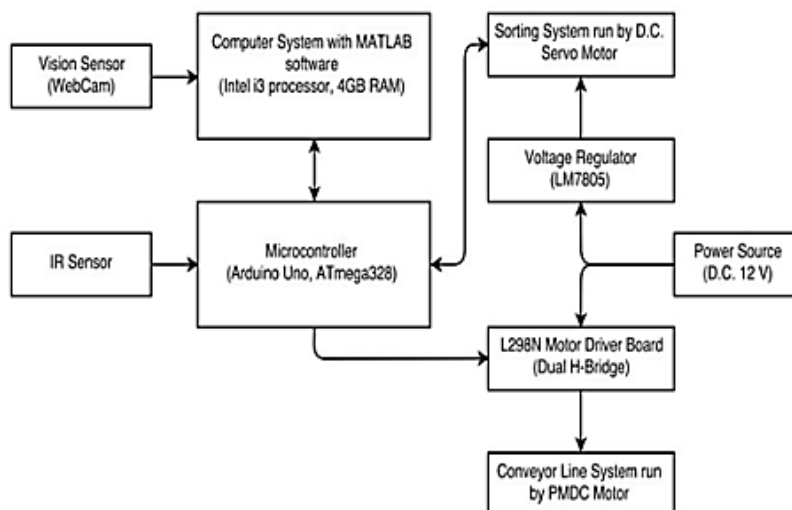 Vision Sensor
(WebCam)
Computer System with MATLAB
software
(Intel i3 processor, 4GB RAM)
Sorting System run by D.C.
Servo Motor
Voltage Regulator
(LM7805)
IR Sensor
Microcontroller
(Arduino Uno, ATmega328)
Power Source
(D.C. 12 V)
L298N Motor Driver Board
(Dual H-Bridge)
Conveyor Line System run
by PMDC Motor